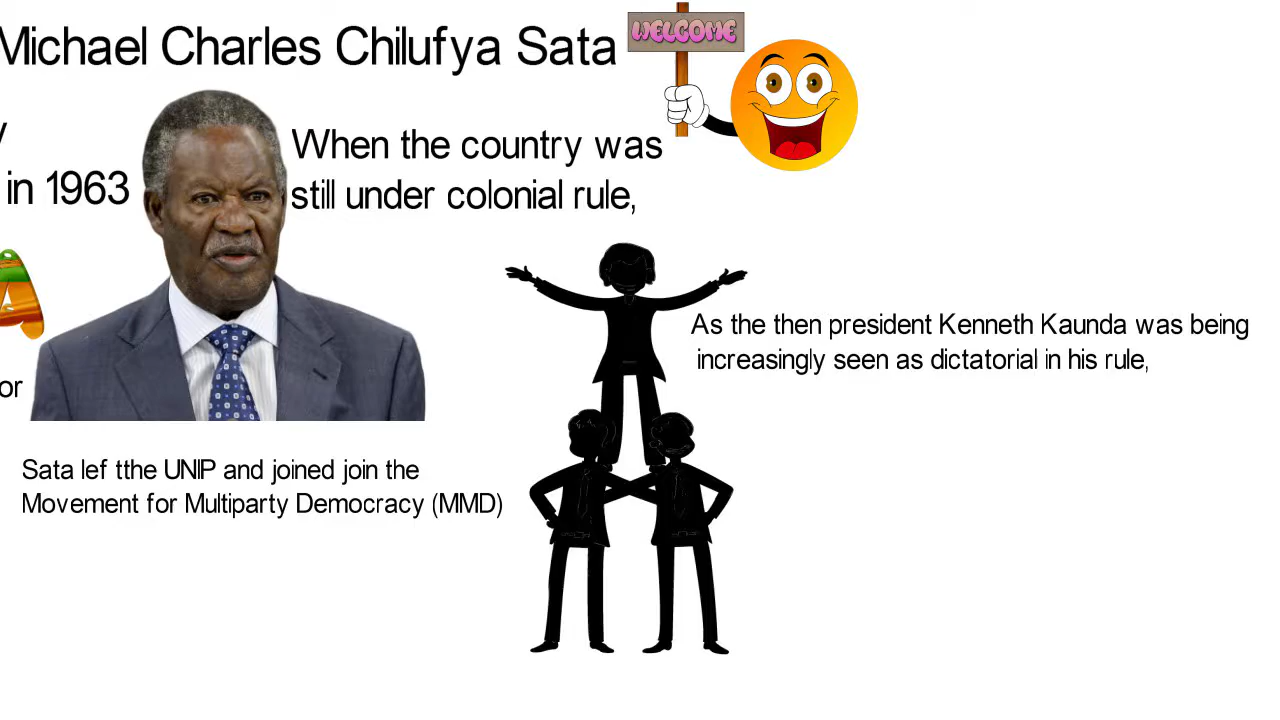 Michael Charles Chilufya Sata
WELCOME
When the country was
still under colonial rule,
in 1963
As the then president Kenneth Kaunda was being
increasingly seen as dictatorial in his rule,
or
Sata lef tthe UNIP and joined join the
Movement for Multiparty Democracy (MMD)